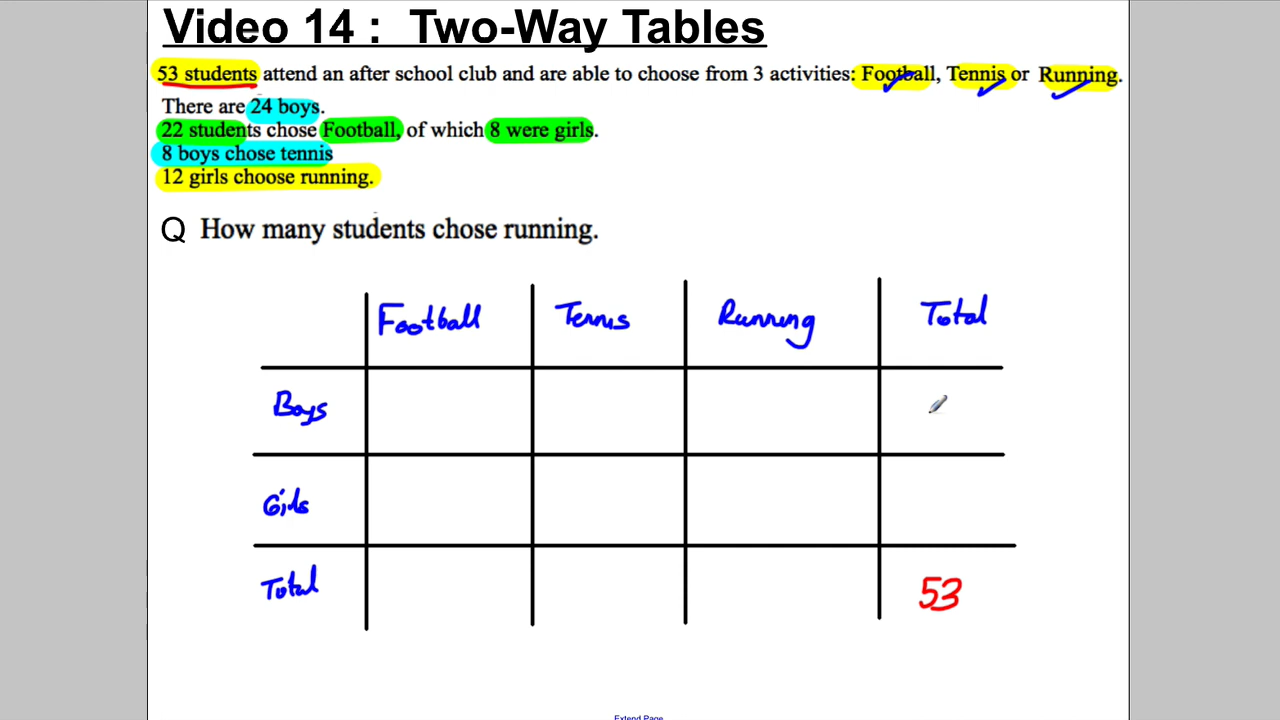 Video 14 : Two-Way Tables
53 students attend an after school club and are able to choose from 3 activities: Football, Tennis or Running.
There are 24 boys.
22 students chose Football, of which 8 were girls.
8 boys chose tennis
12 girls choose running.
Q How many students chose running.
Football Tennis Running Total
Boys
Girls
Total 53
Extend Page